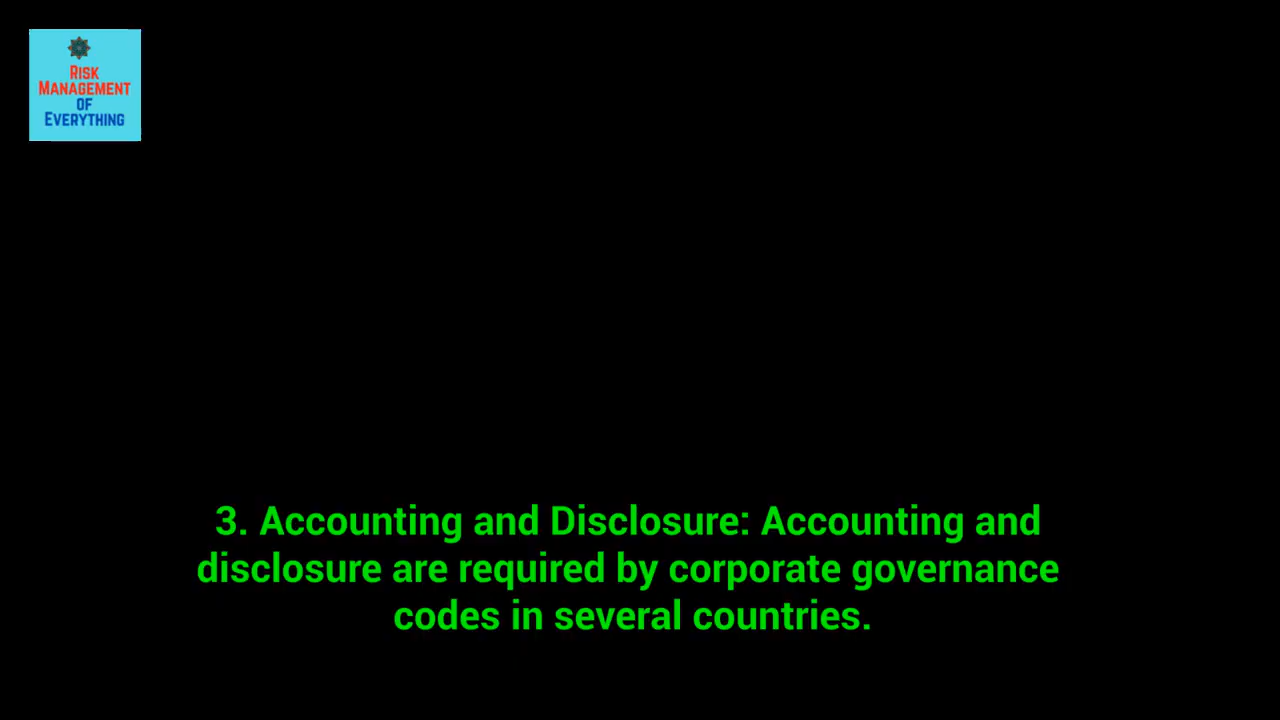 Risk
Management
of
Everything
3. Accounting and Disclosure: Accounting and
disclosure are required by corporate governance
codes in several countries.